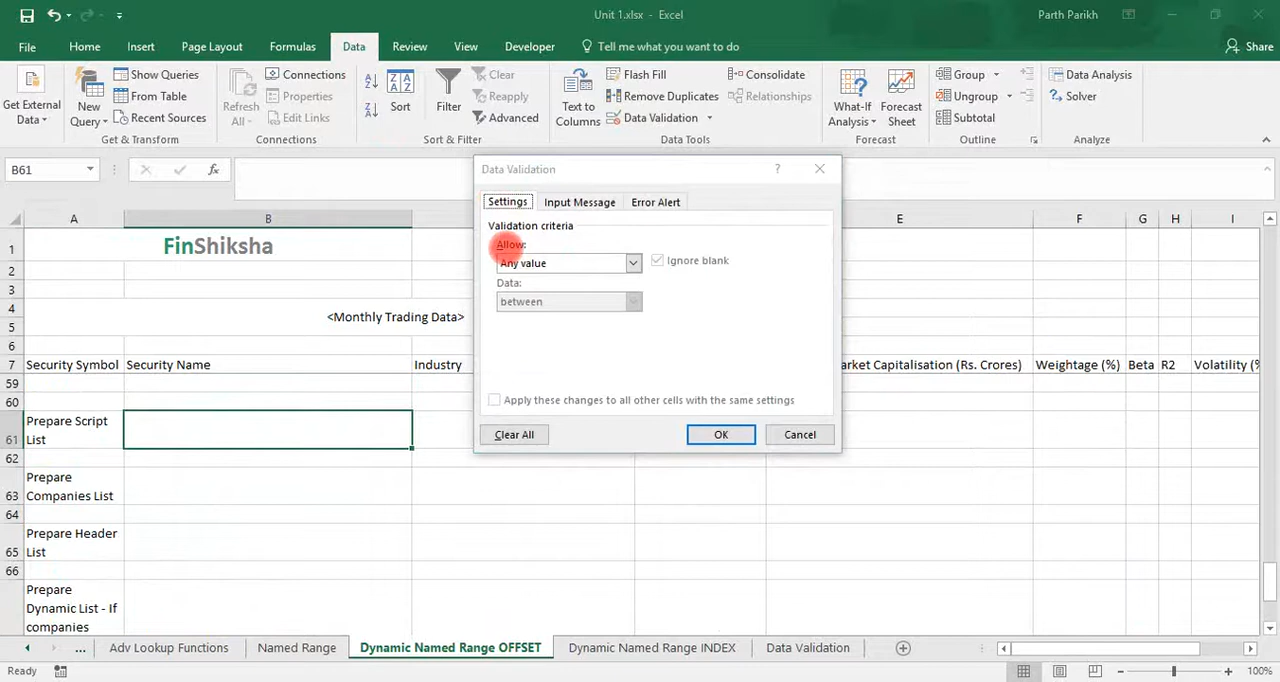 Unit 1.xlsx - Excel
Parth Parikh
File Home Insert Page Layout Formulas Data Review View Developer Tell me what you want to do Share
Get External Data
New Query
Show Queries
From Table
Recent Sources
Get & Transform
Refresh All
Connections
Properties
Edit Links
Connections
Sort
Filter
Clear
Reapply
Advanced
Sort & Filter
Text to Columns
Flash Fill
Remove Duplicates
Data Validation
Consolidate
Relationships
Data Tools
What-If Analysis
Forecast Sheet
Forecast
Group
Ungroup
Subtotal
Outline
Data Analysis
Solver
Analyze
B61 fx
Data Validation ?
Settings Input Message Error Alert
Validation criteria
Allow:
Any value
Ignore blank
Data:
between
Apply these changes to all other cells with the same settings
Clear All OK Cancel
A B E F G H I
1 FinShiksha
2
3
4 <Monthly Trading Data>
5
6
7 Security Symbol Security Name Industry arket Capitalisation (Rs. Crores) Weightage (%) Beta R2 Volatility (%
59
60
61 Prepare Script List
62
63 Prepare Companies List
64
65 Prepare Header List
66
Prepare Dynamic List - If companies
... Adv Lookup Functions Named Range Dynamic Named Range OFFSET Dynamic Named Range INDEX Data Validation
Ready 100%